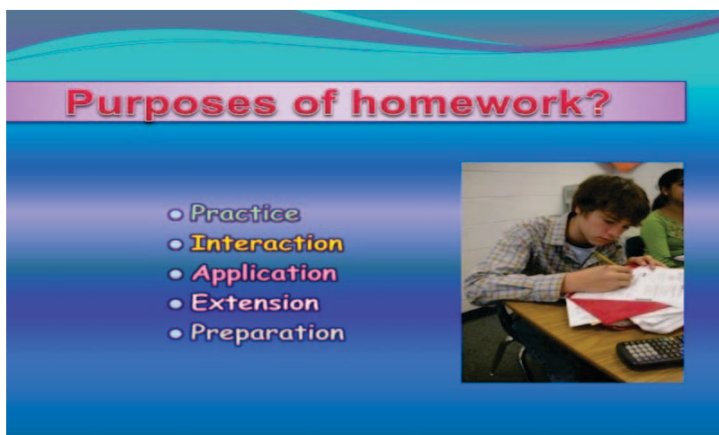 Purposes of homework?
Practice
Interaction
Application
Extension
Preparation